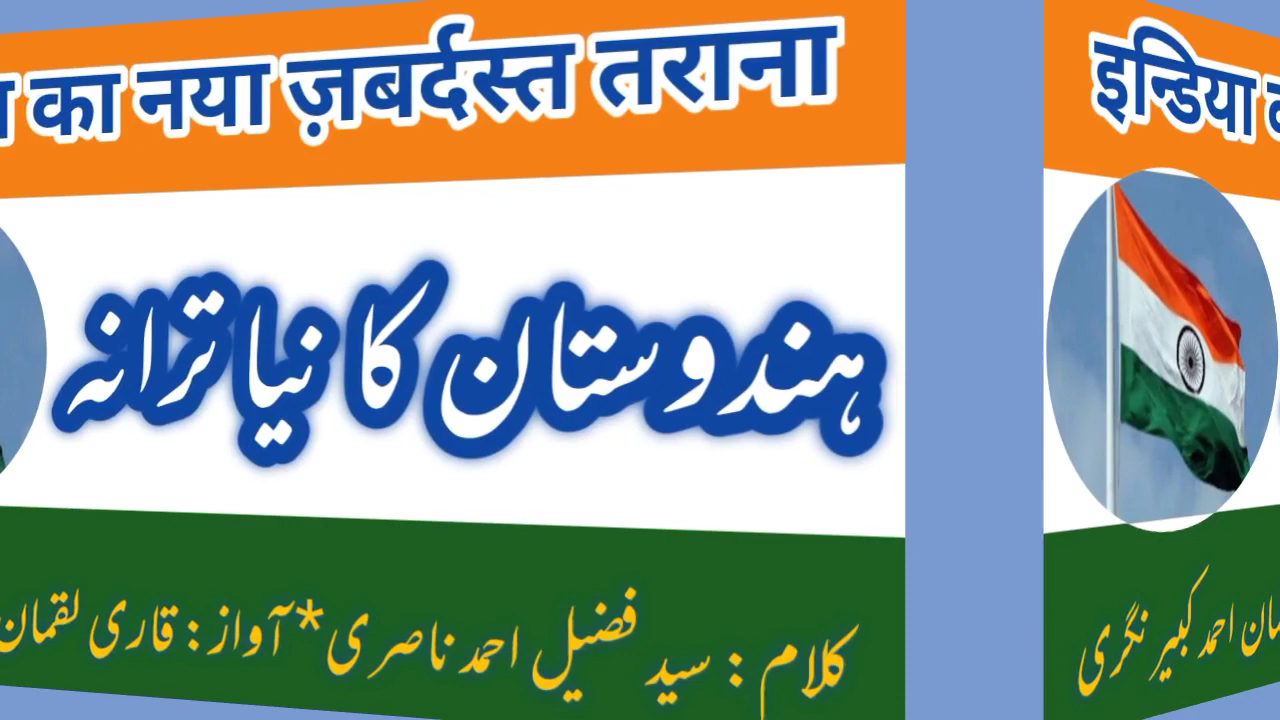 का नया ज़बर्दस्त तराना
ہندوستان کا نیا ترانہ
کلام : سید فضیل احمد ناصری * آواز : قاری لقمان
इन्डिया
احمد کبیر نگری